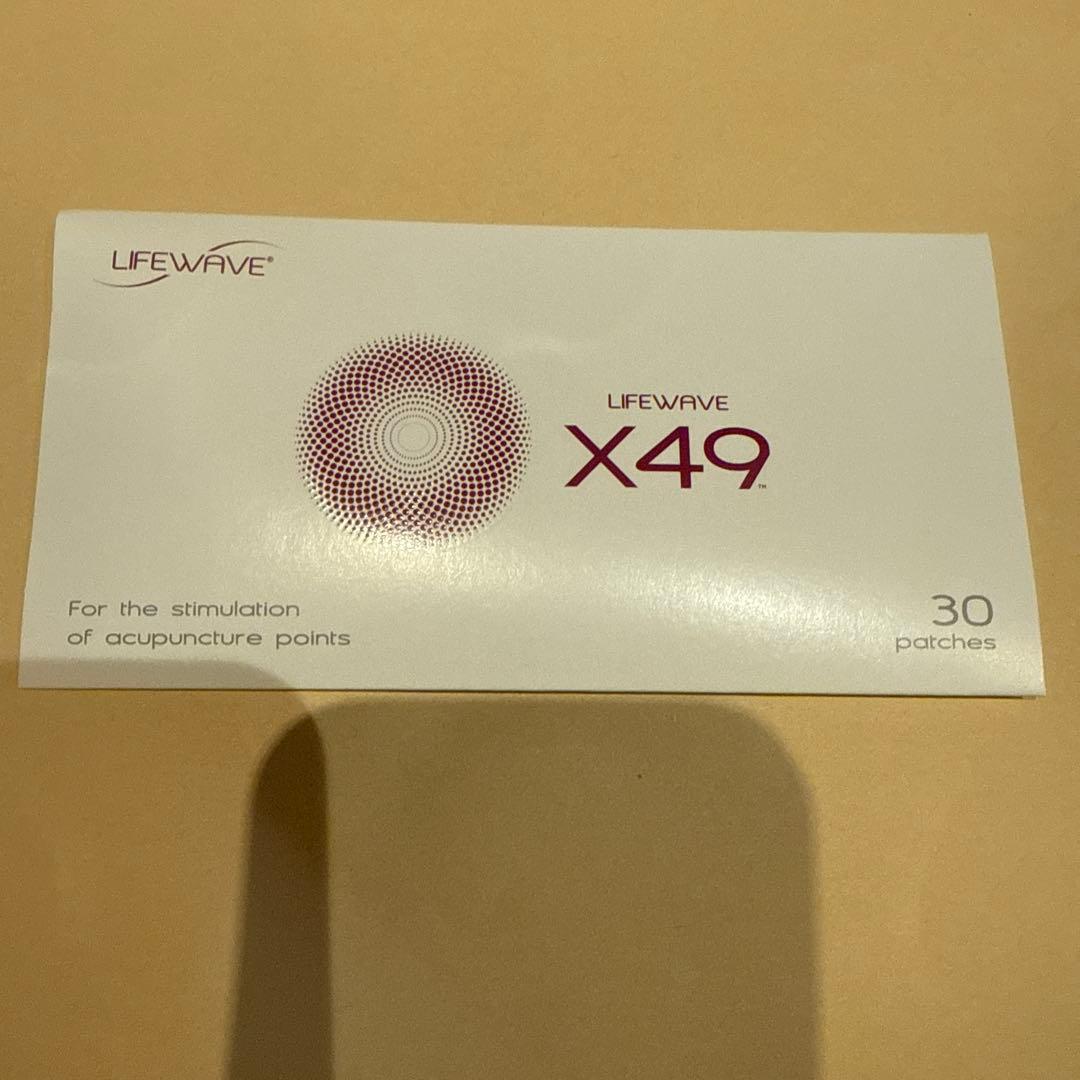 LIFEWAVE®
LIFEWAVE
X49™
For the stimulation
of acupuncture points
30
patches